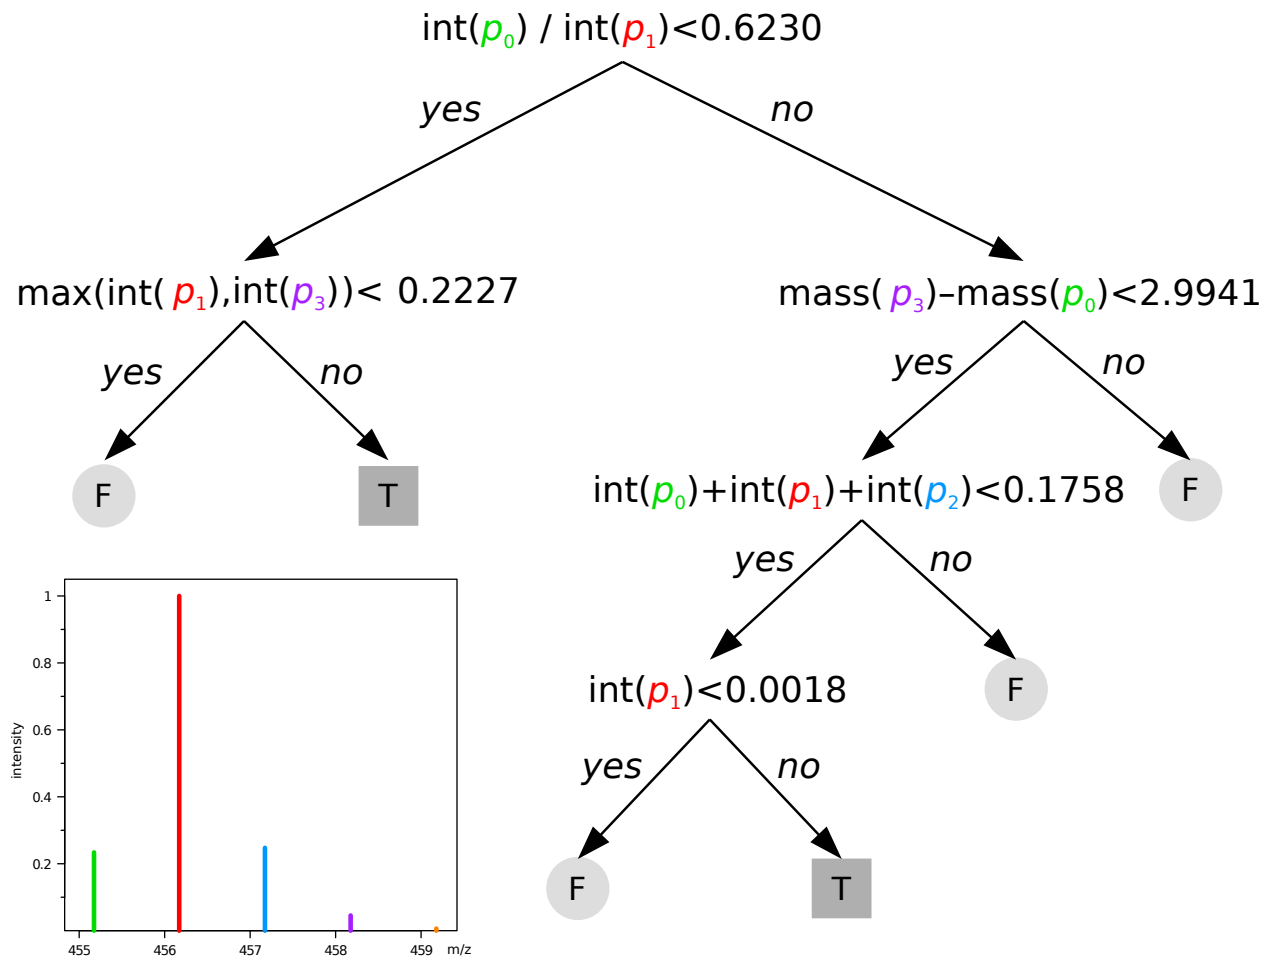 int(p₀) / int(p₁)<0.6230
yes no
max(int( p₁),int(p₃))< 0.2227 mass( p₃)–mass(p₀)<2.9941
yes no yes no
F T int(p₀)+int(p₁)+int(p₂)<0.1758 F
yes no
int(p₁)<0.0018 F
yes no
F T
1
0.8
0.6
0.4
0.2
intensity
455 456 457 458 459 m/z